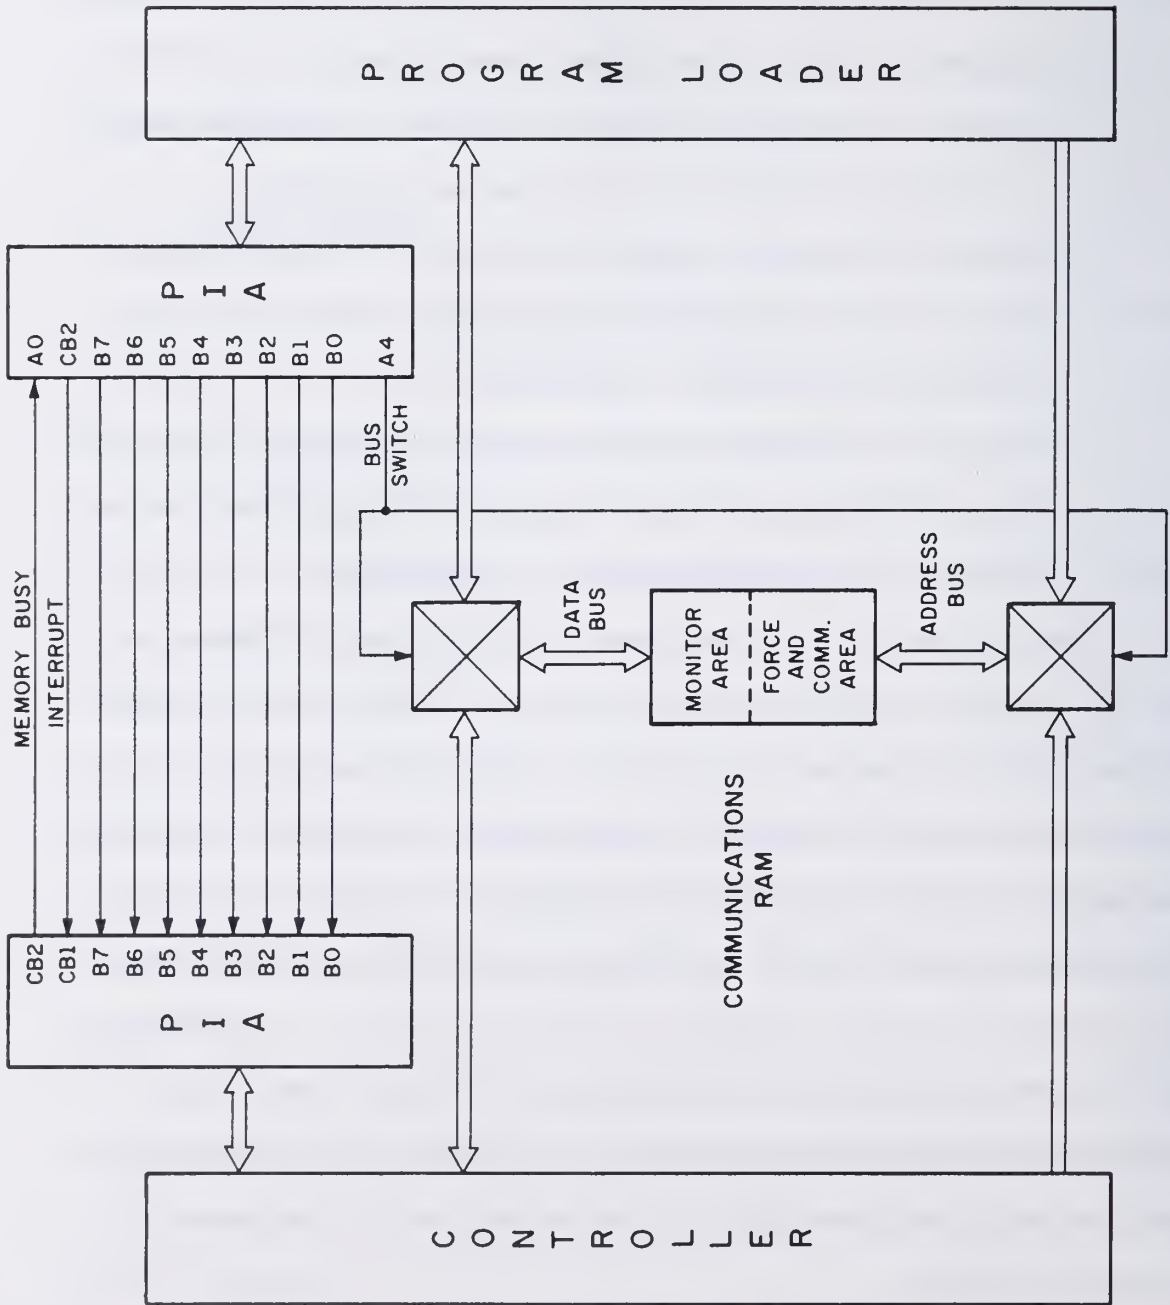 PROGRAM LOADER
PIA
A0
CB2
B7
B6
B5
B4
B3
B2
B1
B0
A4
BUS
SWITCH
MEMORY BUSY
INTERRUPT
CB2
CB1
B7
B6
B5
B4
B3
B2
B1
B0
PIA
DATA
BUS
MONITOR
AREA
FORCE
AND
COMM.
AREA
ADDRESS
BUS
COMMUNICATIONS
RAM
CONTROLLER